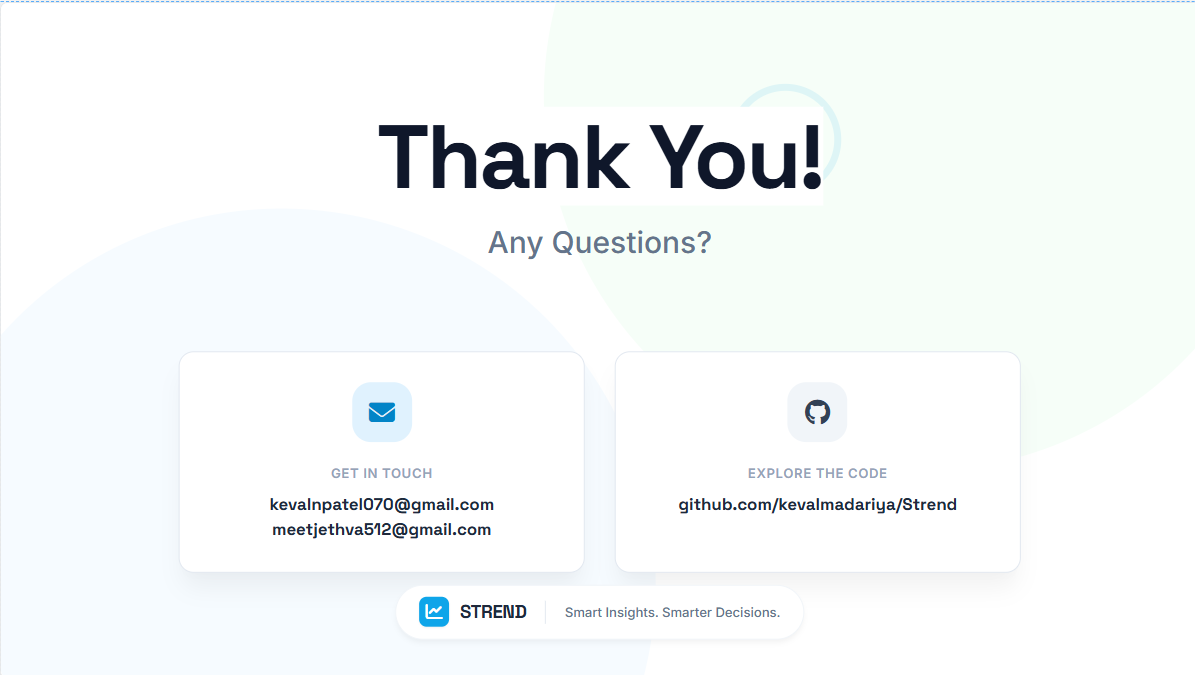 Thank You!
Any Questions?
GET IN TOUCH
kevalnpatel070@gmail.com
meetjethva512@gmail.com
EXPLORE THE CODE
github.com/kevalmadariya/Strend
STREND
Smart Insights. Smarter Decisions.